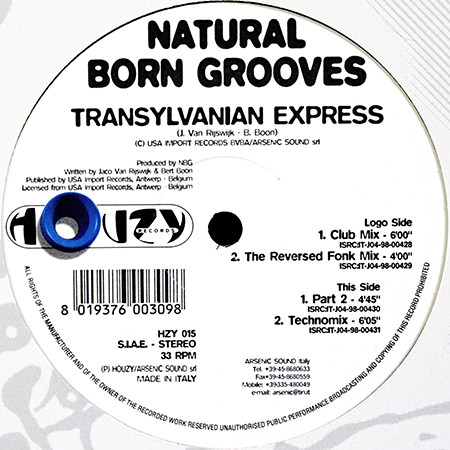 NATURAL
BORN GROOVES
TRANSYLVANIAN EXPRESS
(J. Van Rijswijk - B. Boon)
(C) USA IMPORT RECORDS BVBA/ARSENIC SOUND srl
Produced by NBG
Written by Jaco Van Rijswijk & Bert Boon
Published by USA Import Records, Antwerp - Belgium
Licensed from USA Import Records, Antwerp - Belgium
HOUZY
RECORDS
Logo Side
1. Club Mix - 6'00"
ISRC:IT-J04-98-00428
2. The Reversed Fonk Mix - 4'00"
ISRC:IT-J04-98-00429
This Side
1. Part 2 - 4'45"
ISRC:IT-J04-98-00430
2. Technomix - 6'05"
ISRC:IT-J04-98-00431
8 019376 003098
HZY 015
S.I.A.E. - STEREO
33 RPM
(P) HOUZY/ARSENIC SOUND srl
MADE IN ITALY
ARSENIC SOUND Italy
Tel. +39-45-8680633
Fax +39-45-8680559
Mobile: +39335-480049
e-mail: arsenic@tin.it
ALL RIGHTS OF THE MANUFACTURER AND OF THE OWNER OF THE RECORDED WORK RESERVED UNAUTHORISED PUBLIC PERFORMANCE BROADCASTING AND COPYING OF THIS RECORD PROHIBITED